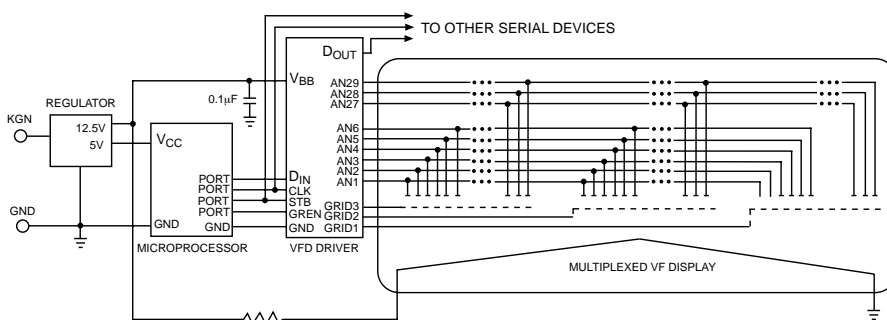 TO OTHER SERIAL DEVICES
DOUT
VBB
0.1µF
REGULATOR
KGN
12.5V
5V
VCC
AN29
AN28
AN27
AN6
AN5
AN4
AN3
AN2
AN1
PORT
PORT
PORT
PORT
GND
GND
DIN
CLK
STB
GREN
GND
GRID3
GRID2
GRID1
GND
MICROPROCESSOR
VFD DRIVER
MULTIPLEXED VF DISPLAY